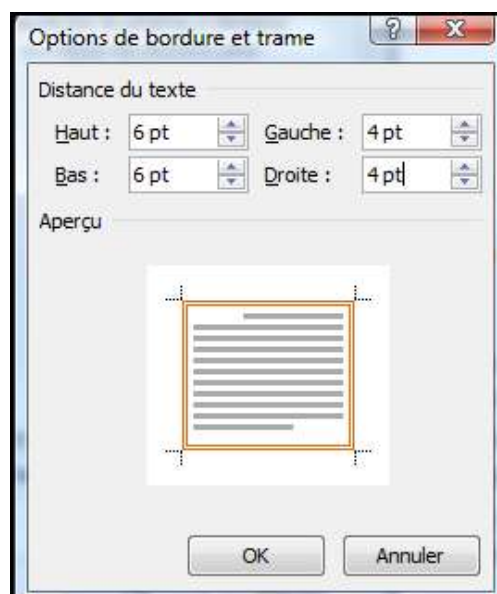 Options de bordure et trame
Distance du texte
Haut : 6 pt Gauche : 4 pt
Bas : 6 pt Droite : 4 pt
Aperçu
OK Annuler